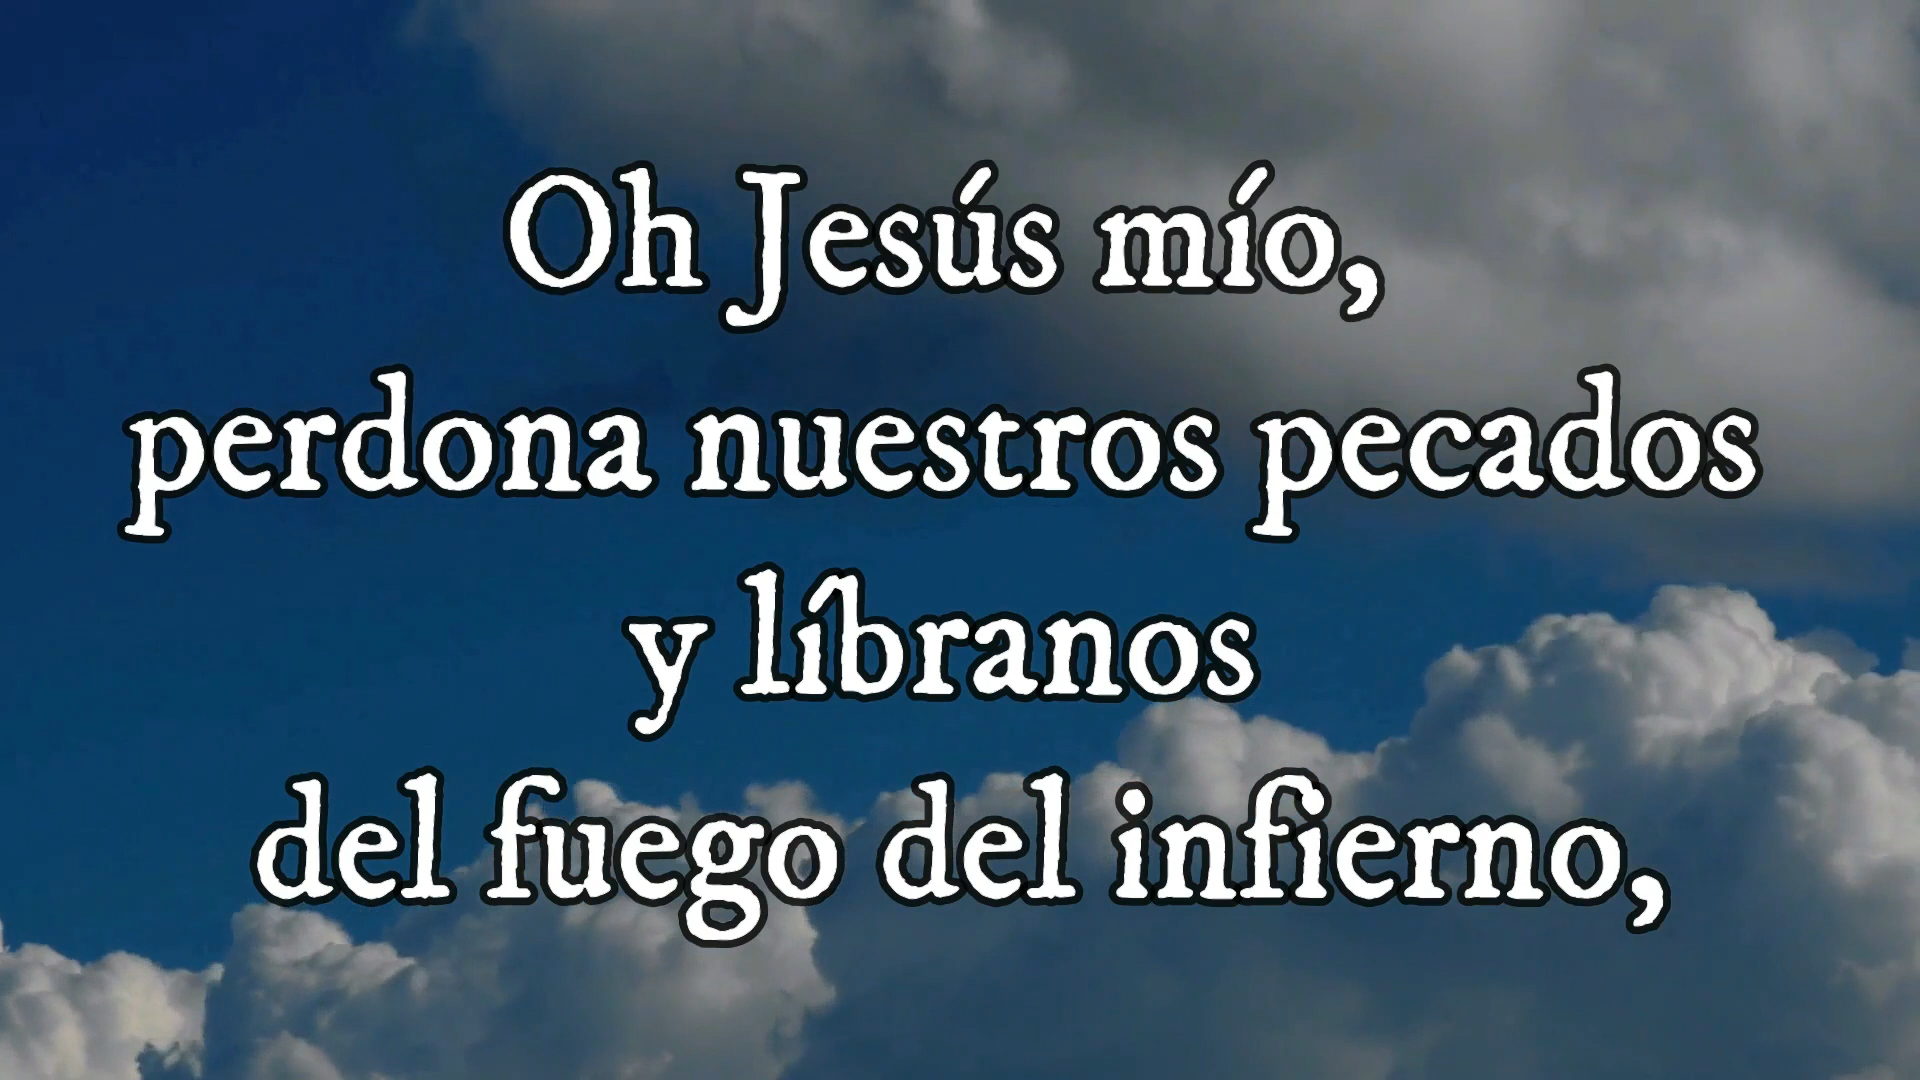 Oh Jesús mío,
perdona nuestros pecados
y líbranos
del fuego del infierno,